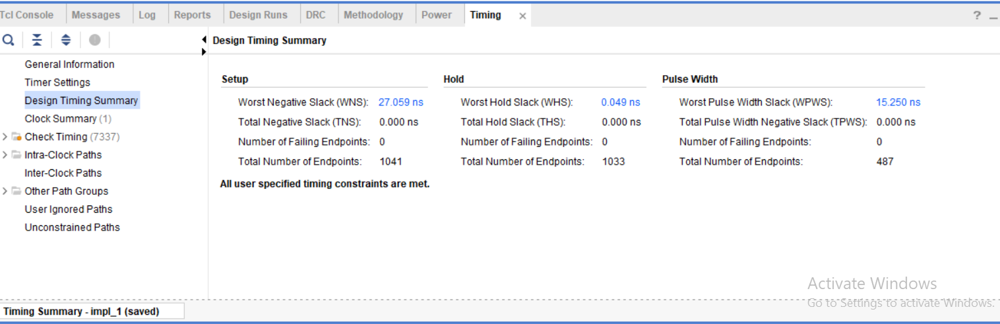 Tcl Console Messages Log Reports Design Runs DRC Methodology Power Timing × ? _
Design Timing Summary
General Information
Timer Settings
Design Timing Summary
Clock Summary (1)
Check Timing (7337)
Intra-Clock Paths
Inter-Clock Paths
Other Path Groups
User Ignored Paths
Unconstrained Paths
Setup Hold Pulse Width
Worst Negative Slack (WNS): 27.059 ns Worst Hold Slack (WHS): 0.049 ns Worst Pulse Width Slack (WPWS): 15.250 ns
Total Negative Slack (TNS): 0.000 ns Total Hold Slack (THS): 0.000 ns Total Pulse Width Negative Slack (TPWS): 0.000 ns
Number of Failing Endpoints: 0 Number of Failing Endpoints: 0 Number of Failing Endpoints: 0
Total Number of Endpoints: 1041 Total Number of Endpoints: 1033 Total Number of Endpoints: 487
All user specified timing constraints are met.
Activate Windows
Go to Settings to activate Windows.
Timing Summary - impl_1 (saved)